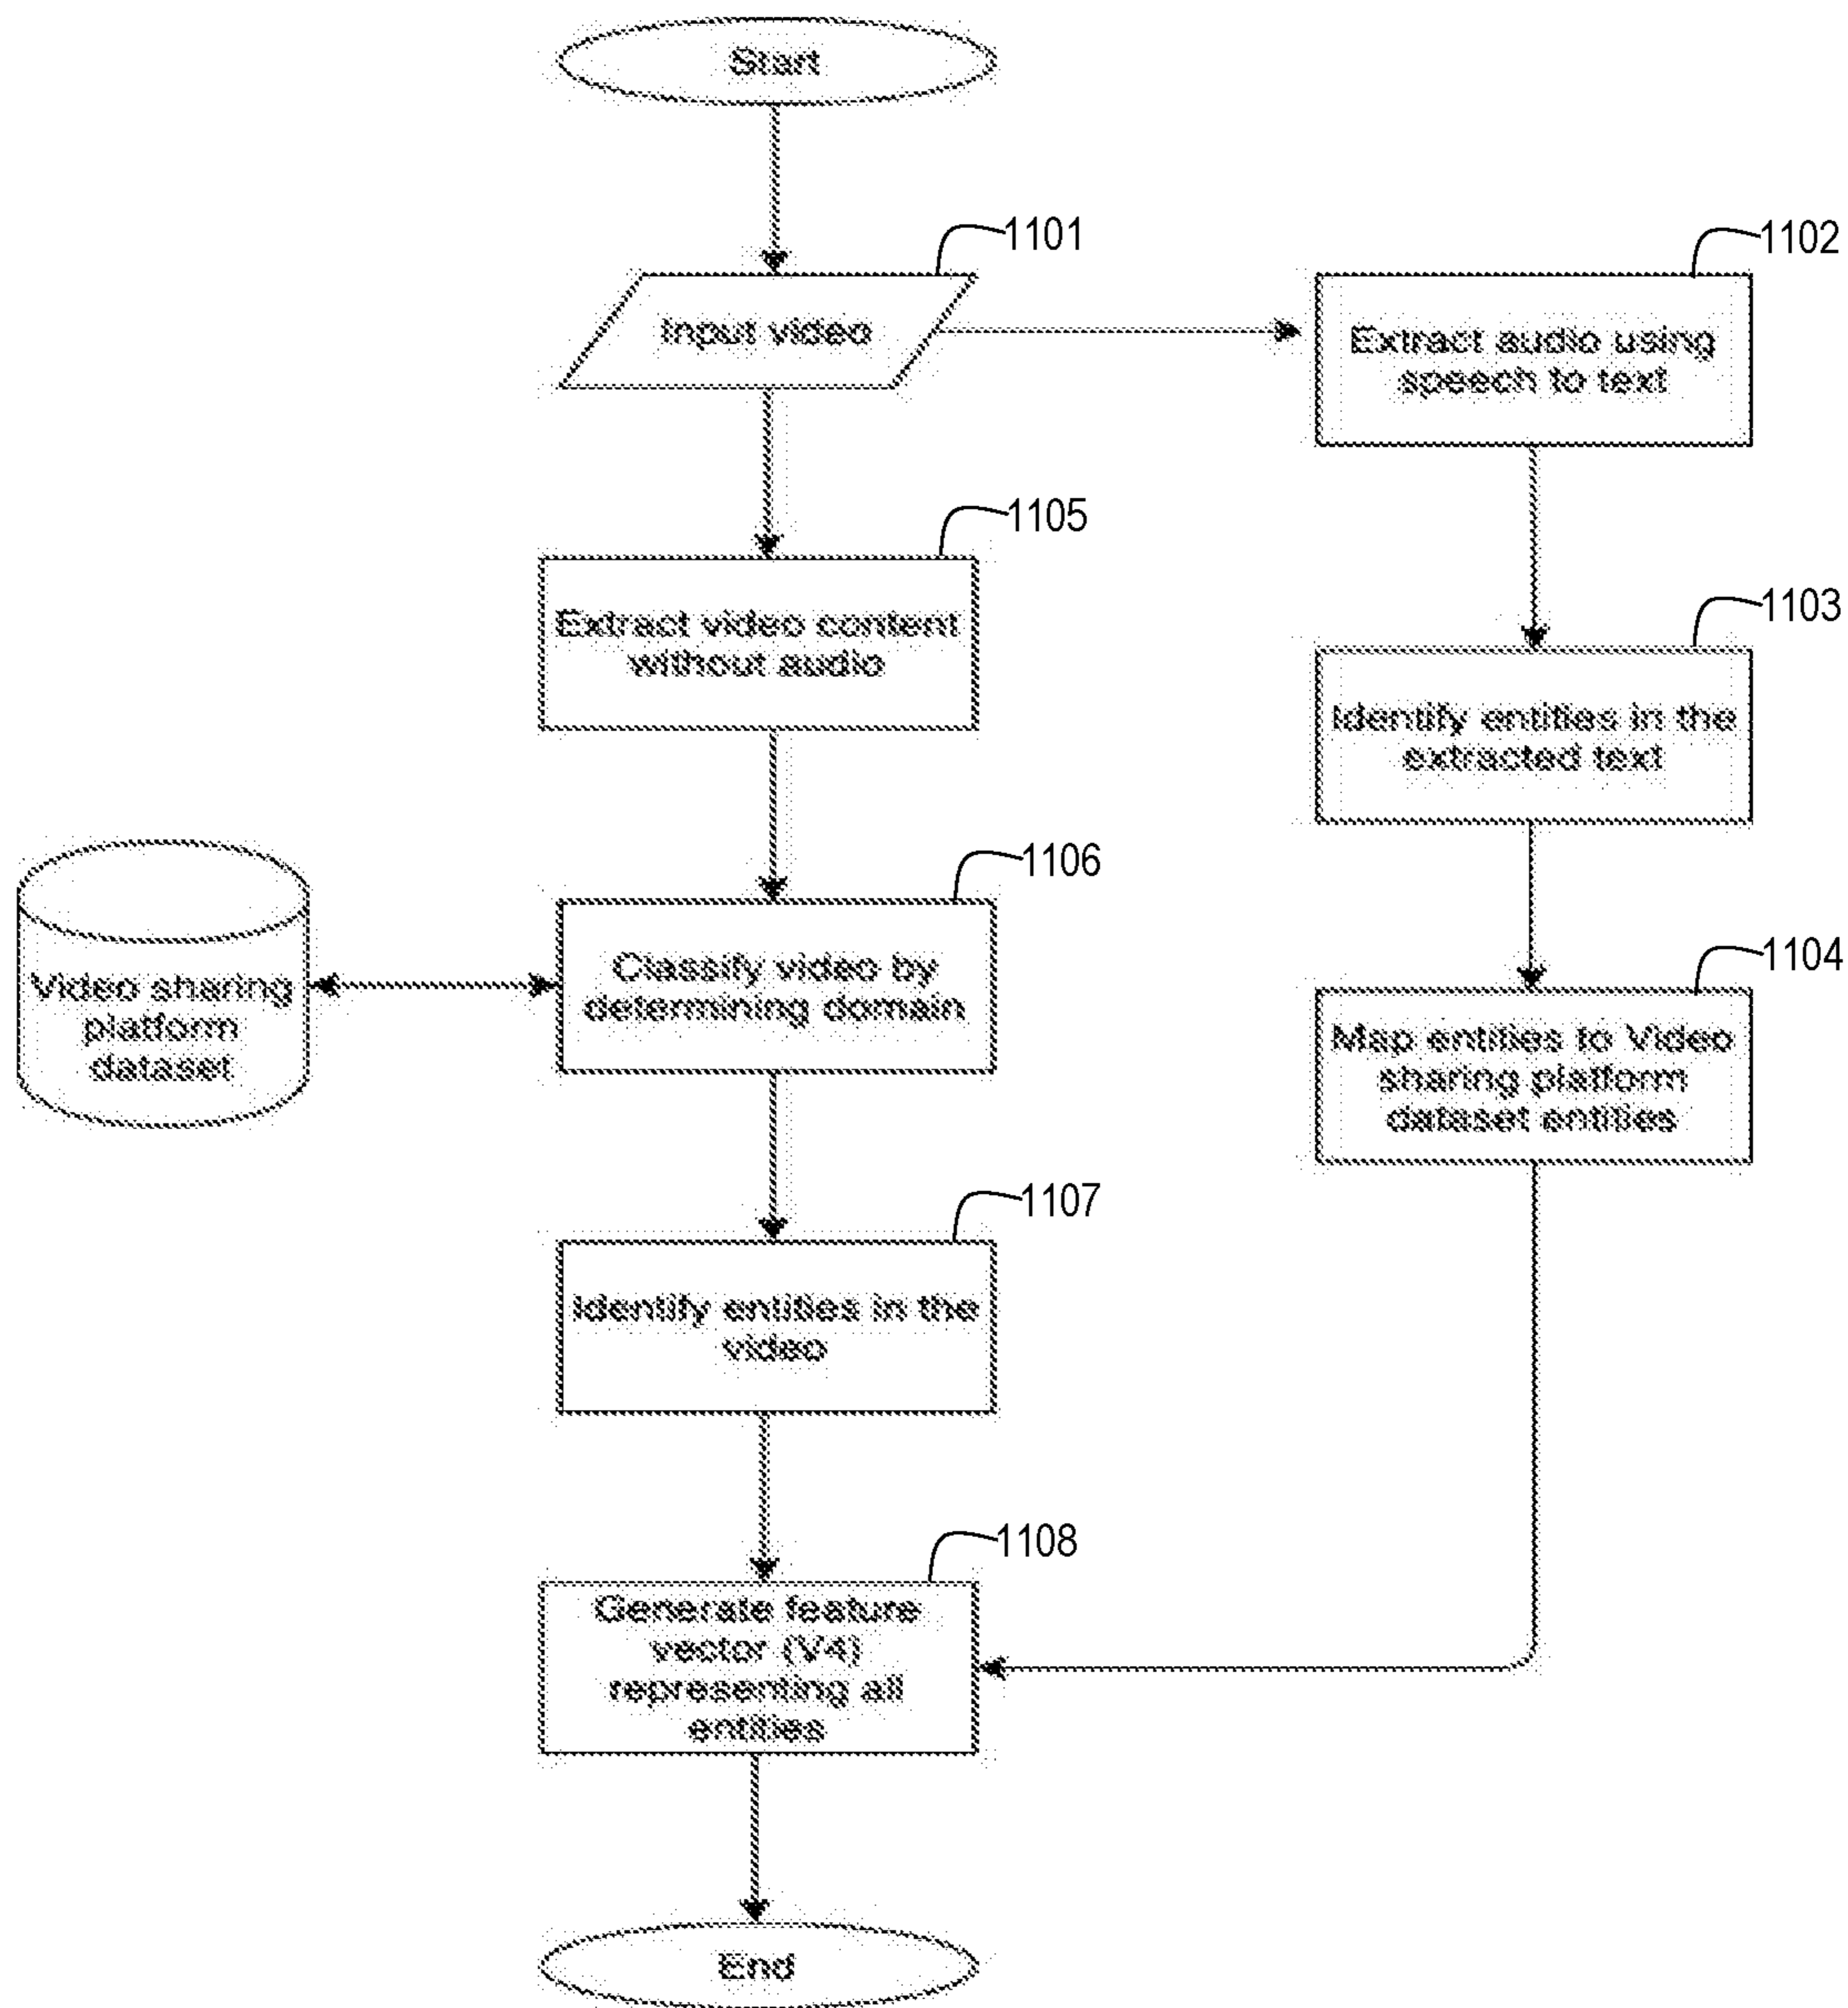 Start
1101
Input video
1102
Extract audio using
speech to text
1105
Extract video content
without audio
1103
Identify entities in the
extracted text
1106
Classify video by
determining domain
Video sharing
platform
dataset
1104
Map entities to Video
sharing platform
dataset entities
1107
Identify entities in the
video
1108
Generate feature
vector (V4)
representing all
entities
End